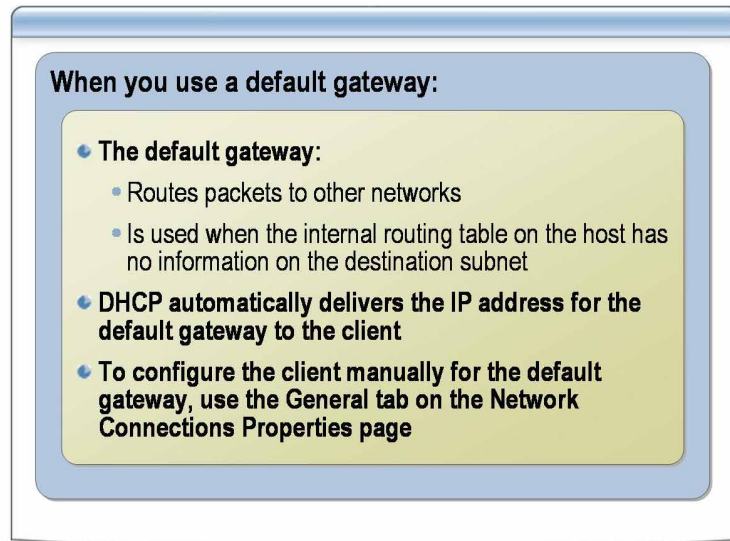 When you use a default gateway:
The default gateway:
Routes packets to other networks
Is used when the internal routing table on the host has
no information on the destination subnet
DHCP automatically delivers the IP address for the
default gateway to the client
To configure the client manually for the default
gateway, use the General tab on the Network
Connections Properties page